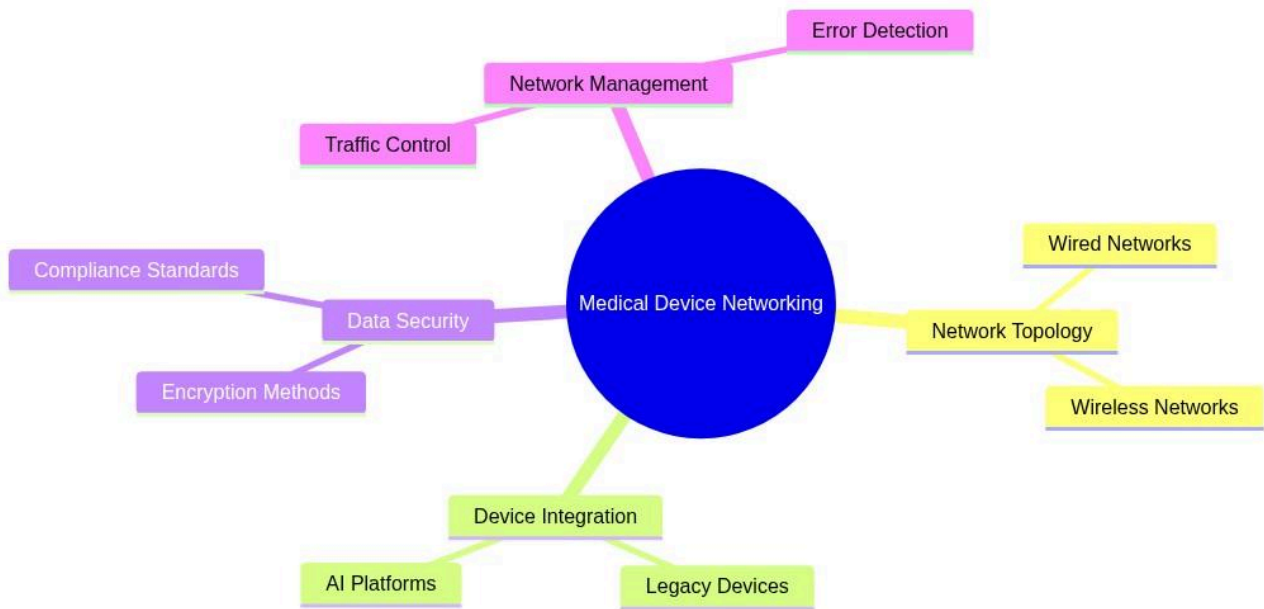 Error Detection
Network Management
Traffic Control
Wired Networks
Compliance Standards
Medical Device Networking
Data Security
Network Topology
Encryption Methods
Wireless Networks
Device Integration
AI Platforms
Legacy Devices